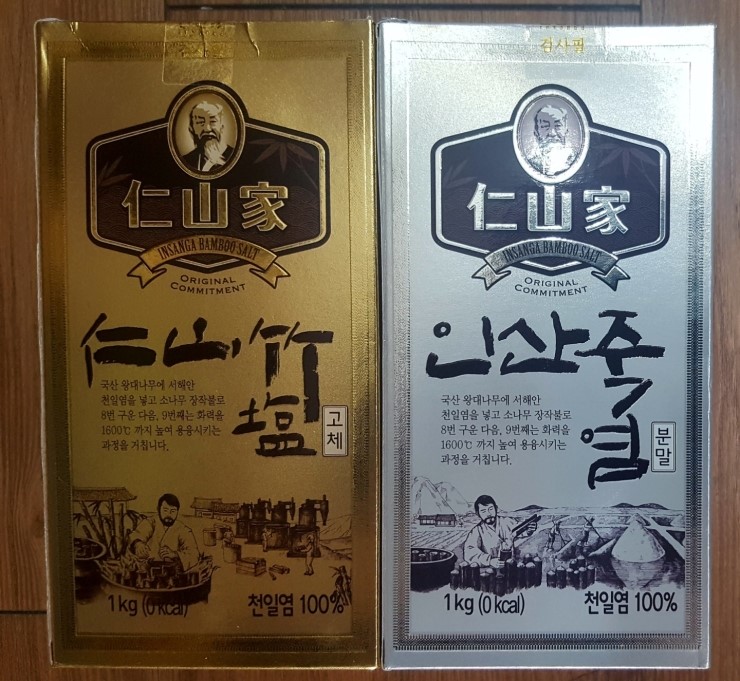 仁山家
INSANGA BAMBOO SALT
ORIGINAL
COMMITMENT
仁山竹
塩
고체
국산 왕대나무에 서해안
천일염을 넣고 소나무 장작불로
8번 구운 다음, 9번째는 화력을
1600℃ 까지 높여 용융시키는
과정을 거칩니다.
1kg (0 kcal)
천일염 100%
검사필
仁山家
INSANGA BAMBOO SALT
ORIGINAL
COMMITMENT
인산죽
염
분말
국산 왕대나무에 서해안
천일염을 넣고 소나무 장작불로
8번 구운 다음, 9번째는 화력을
1600℃ 까지 높여 용융시키는
과정을 거칩니다.
1kg (0 kcal)
천일염 100%